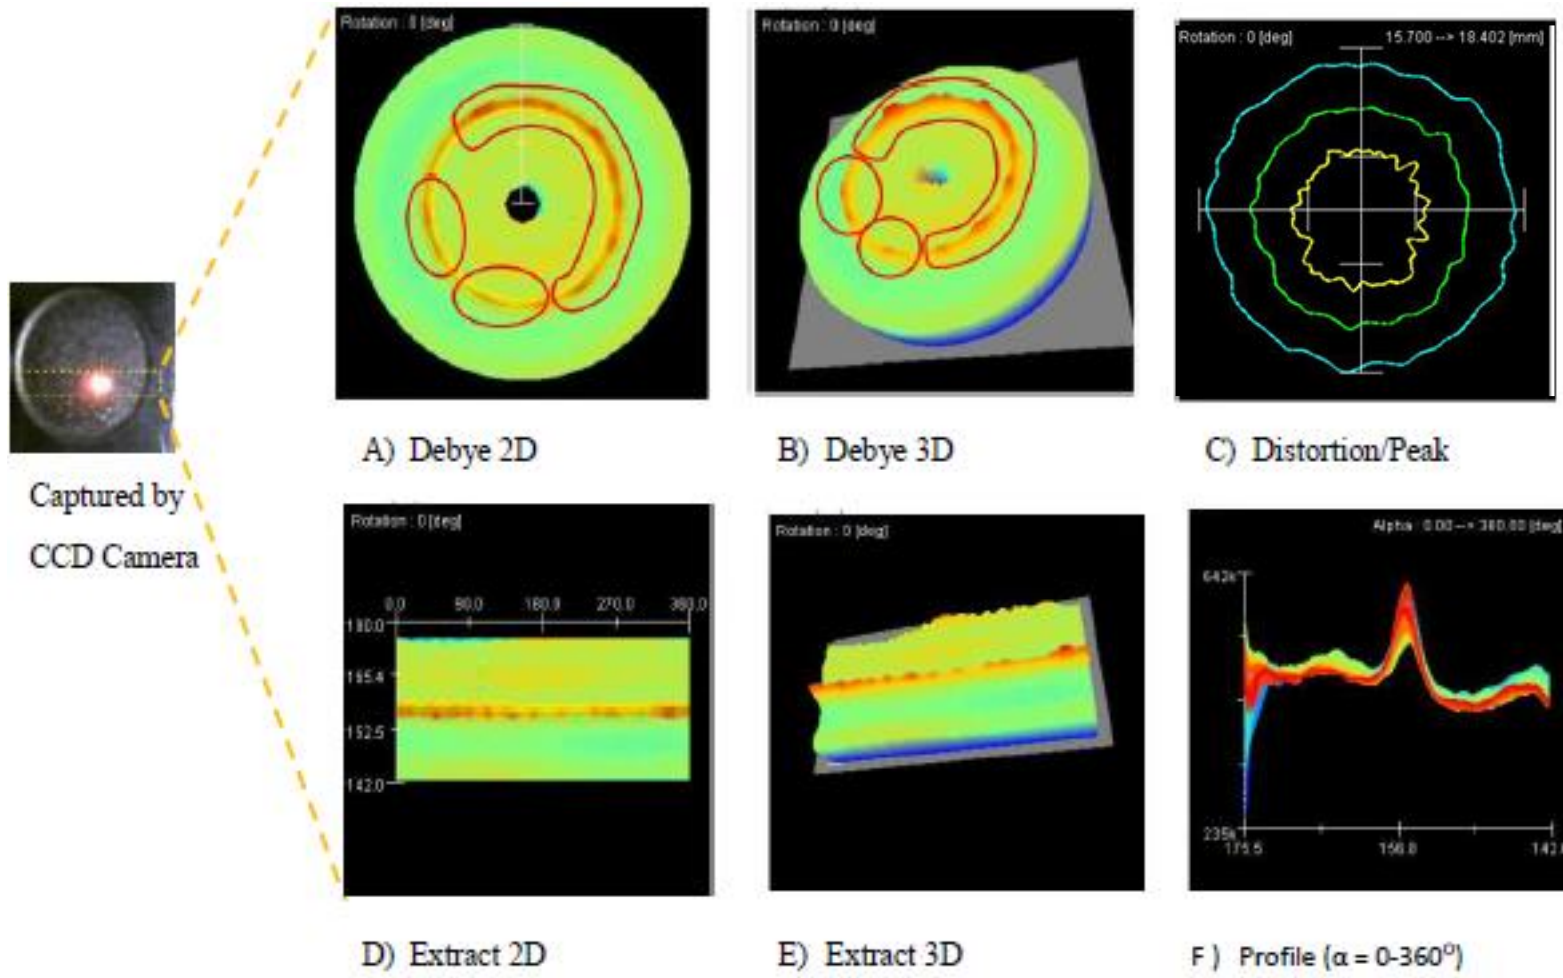 Rotation : 0 [deg]
Rotation : 0 [deg]
Rotation : 0 [deg] 15.700 --> 18.402 [mm]
A) Debye 2D
B) Debye 3D
C) Distortion/Peak
Captured by
CCD Camera
Rotation : 0 [deg]
0.0 90.0 180.0 270.0 360.0
180.0
165.4
152.5
142.0
Rotation : 0 [deg]
Alpha : 0.00 --> 360.00 [deg]
642k
235k
175.5 156.0 142.0
D) Extract 2D
E) Extract 3D
F ) Profile (α = 0-360⁰)